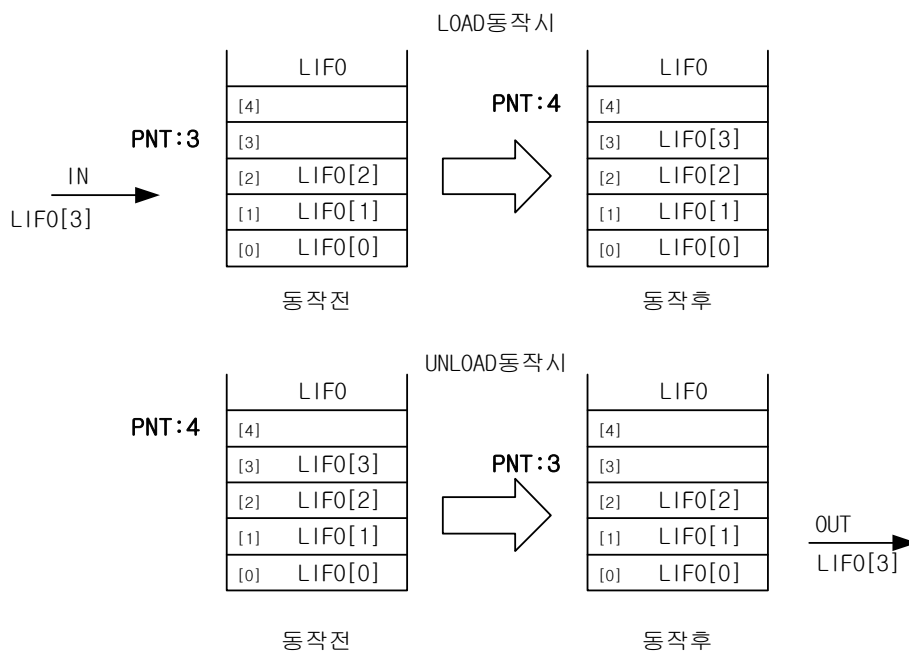 LOAD동작시
LIFO LIFO
[4] PNT:4 [4]
PNT:3 [3] [3] LIFO[3]
IN [2] LIFO[2] [2] LIFO[2]
LIFO[3] [1] LIFO[1] [1] LIFO[1]
[0] LIFO[0] [0] LIFO[0]
동작전 동작후
UNLOAD동작시
LIFO LIFO
PNT:4 [4] [4]
[3] LIFO[3] PNT:3 [3]
[2] LIFO[2] [2] LIFO[2]
[1] LIFO[1] [1] LIFO[1] OUT
[0] LIFO[0] [0] LIFO[0] LIFO[3]
동작전 동작후